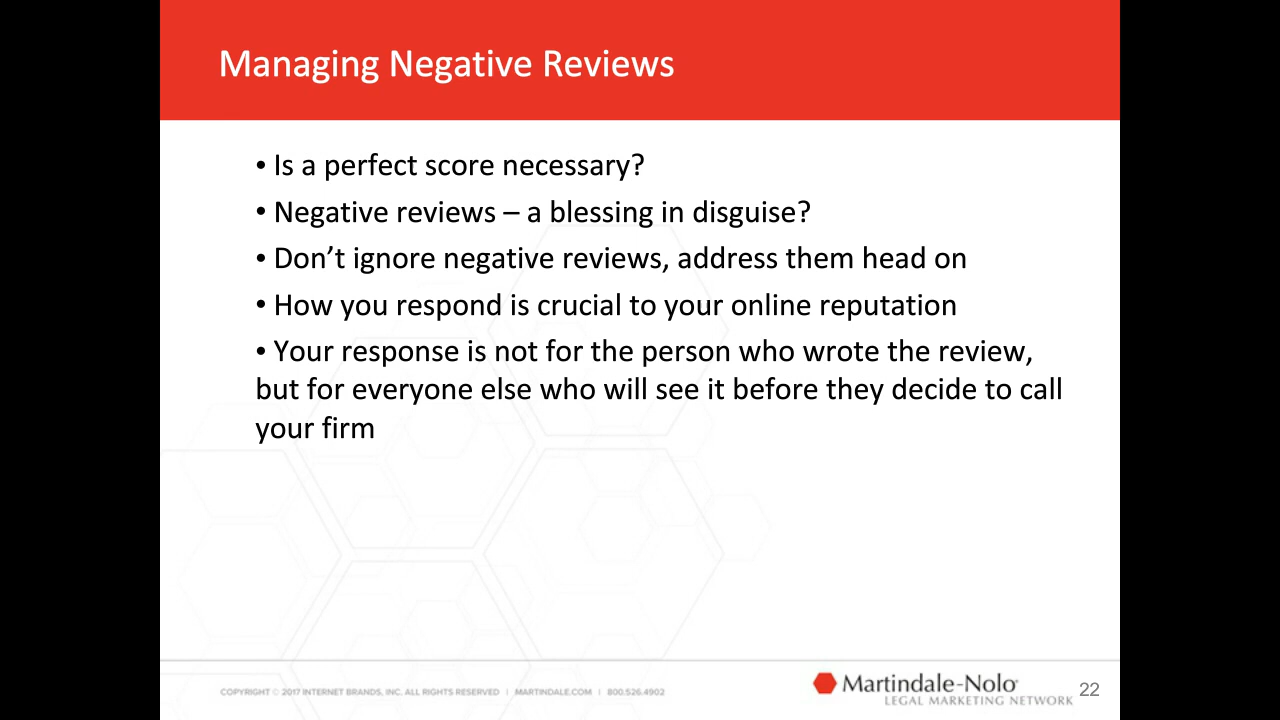 Managing Negative Reviews
• Is a perfect score necessary?
• Negative reviews – a blessing in disguise?
• Don’t ignore negative reviews, address them head on
• How you respond is crucial to your online reputation
• Your response is not for the person who wrote the review,
but for everyone else who will see it before they decide to call
your firm
COPYRIGHT © 2017 INTERNET BRANDS, INC. ALL RIGHTS RESERVED | MARTINDALE.COM | 800.526.4902
Martindale-Nolo®
LEGAL MARKETING NETWORK
22